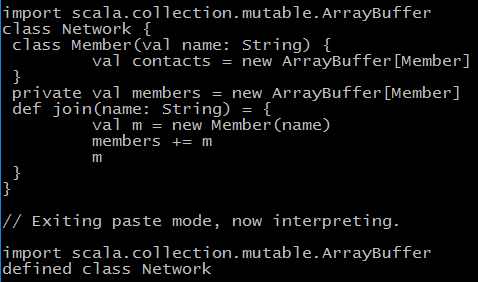 import scala.collection.mutable.ArrayBuffer
class Network {
 class Member(val name: String) {
        val contacts = new ArrayBuffer[Member]
 }
 private val members = new ArrayBuffer[Member]
 def join(name: String) = {
        val m = new Member(name)
        members += m
        m
 }
}

// Exiting paste mode, now interpreting.

import scala.collection.mutable.ArrayBuffer
defined class Network